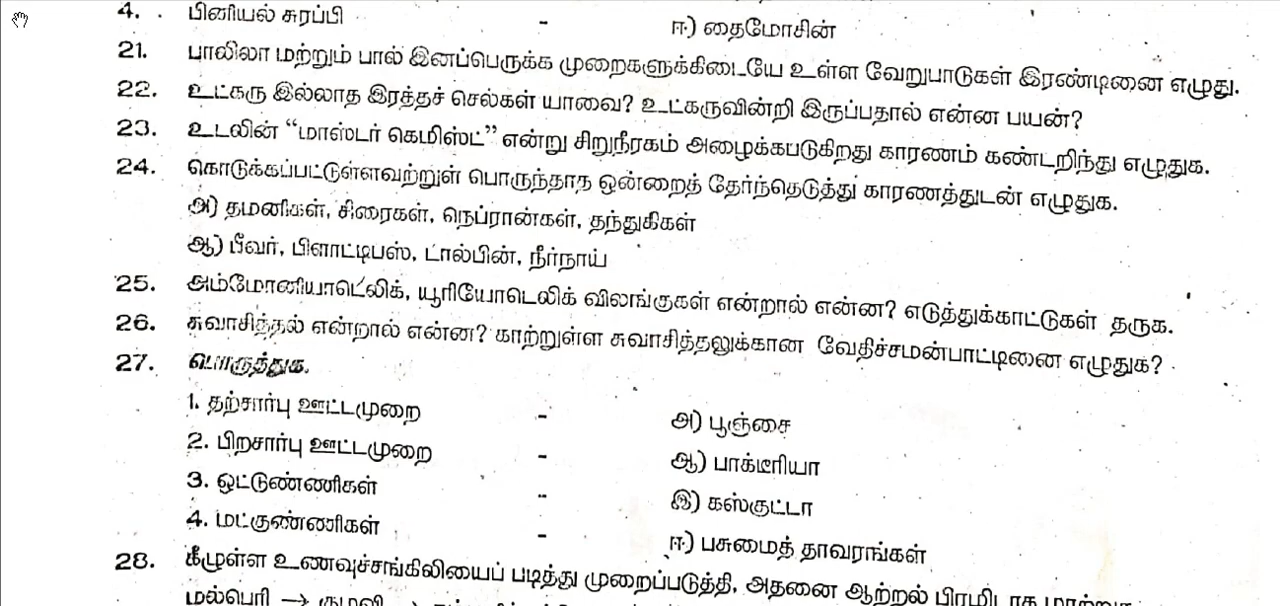 4. பினியல் சுரப்பி - ஈ) தைமோசின்
21. பாலிலா மற்றும் பால் இனப்பெருக்க முறைகளுக்கிடையே உள்ள வேறுபாடுகள் இரண்டினை எழுது.
22. உட்கரு இல்லாத இரத்தச் செல்கள் யாவை? உட்கருவின்றி இருப்பதால் என்ன பயன்?
23. உடலின் “மாஸ்டர் கெமிஸ்ட்” என்று சிறுநீரகம் அழைக்கபடுகிறது காரணம் கண்டறிந்து எழுதுக.
24. கொடுக்கப்பட்டுள்ளவற்றுள் பொருந்தாத ஒன்றைத் தேர்ந்தெடுத்து காரணத்துடன் எழுதுக.
அ) தமனிகள், சிரைகள், நெப்ரான்கள், தந்துகிகள்
ஆ) பீவர், பிளாட்டிபஸ், டால்பின், நீர்நாய்
25. அம்மோனியாடெலிக், யூரியோடெலிக் விலங்குகள் என்றால் என்ன? எடுத்துக்காட்டுகள் தருக.
26. சுவாசித்தல் என்றால் என்ன? காற்றுள்ள சுவாசித்தலுக்கான வேதிச்சமன்பாட்டினை எழுதுக?
27. பொருத்துக.
1. தற்சார்பு ஊட்டமுறை - அ) பூஞ்சை
2. பிறசார்பு ஊட்டமுறை - ஆ) பாக்டீரியா
3. ஒட்டுண்ணிகள் - இ) கஸ்குட்டா
4. மட்குண்ணிகள் - ஈ) பசுமைத் தாவரங்கள்
28. கீழுள்ள உணவுச்சங்கிலியைப் படித்து முறைப்படுத்தி, அதனை ஆற்றல் பிரமிடாக மாற்றுக
மல்பெரி → குருவி →